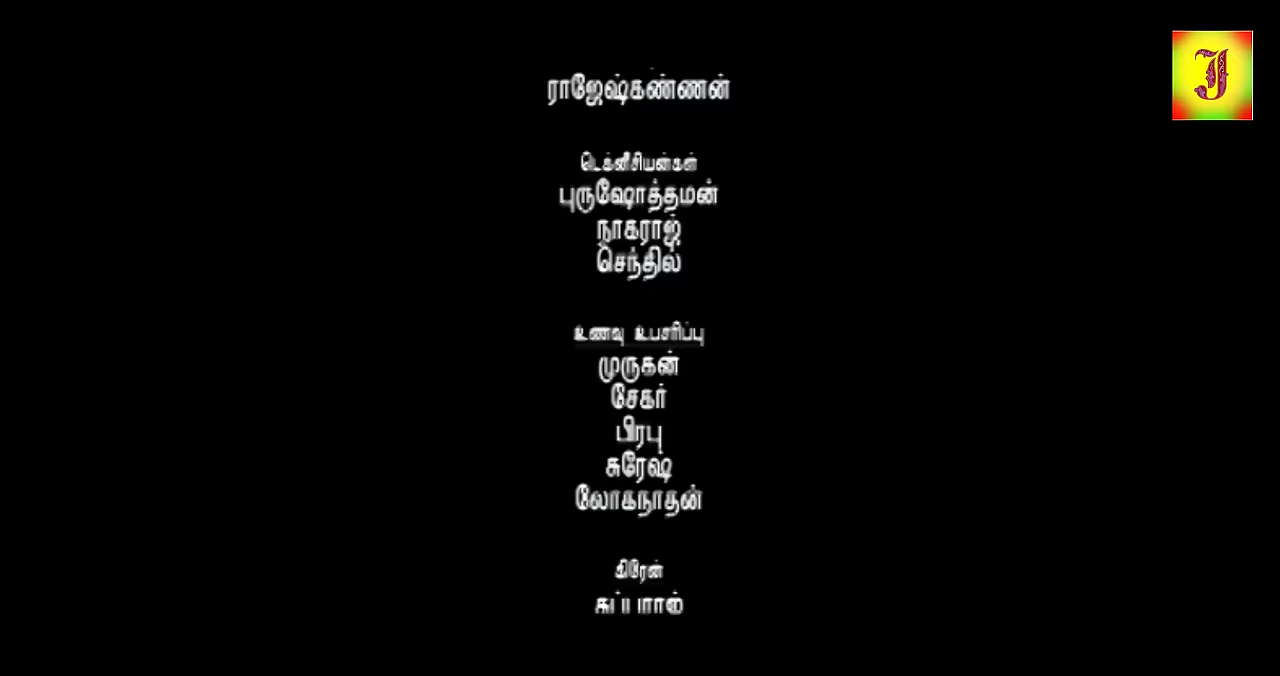 ராஜேஷ்கண்ணன்
டெக்னீசியன்கள்
புருஷோத்தமன்
நாகராஜ்
செந்தில்
உணவு உபசரிப்பு
முருகன்
சேகர்
பிரபு
சுரேஷ்
லோகநாதன்
கிரேன்
J